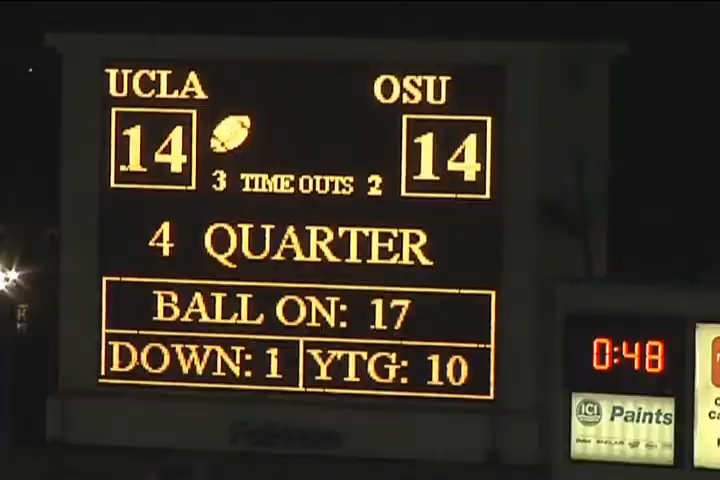 UCLA OSU
14 14
3 TIME OUTS 2
4 QUARTER
BALL ON: 17
DOWN: 1 YTG: 10
0:48
ICI Paints